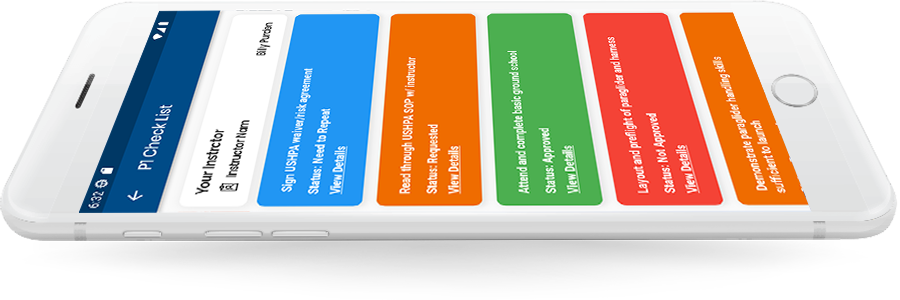 6:32
P1 Check List
Your Instrctor
Instructor Nam
Billy Purdon
Sign USHPA waiver/risk agreement
Status: Need to Repeat
View Details
Read through USHPA SOP w/ instructor
Status: Requested
View Details
Attend and complete basic ground school
Status: Approved
View Details
Layout and preflight of paraglider and harness
Status: Not Approved
View Details
Demonstrate paraglider handling skills
sufficient to launch